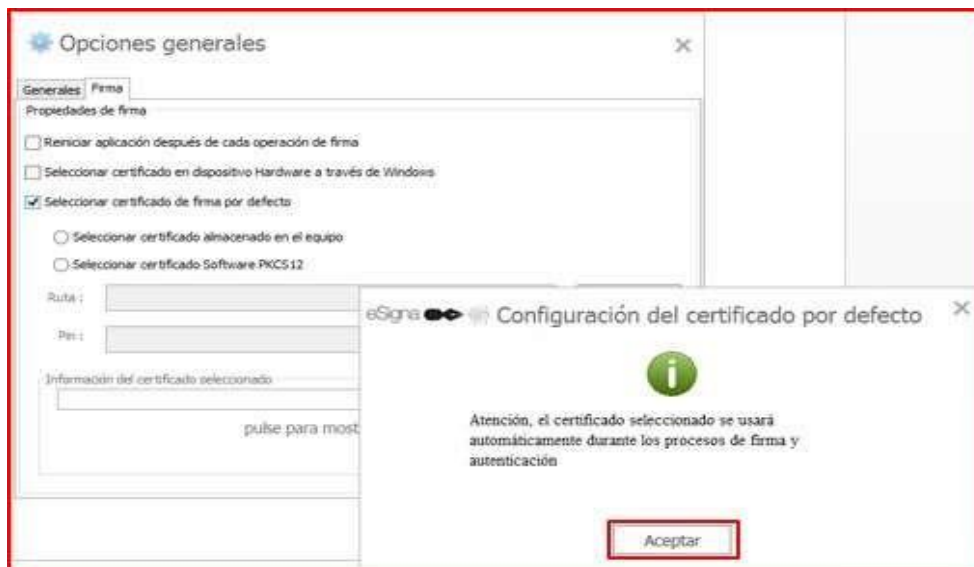 Opciones generales
Generales Firma
Propiedades de firma
Reiniciar aplicación después de cada operación de firma
Seleccionar certificado en dispositivo Hardware a través de Windows
Seleccionar certificado de firma por defecto
Seleccionar certificado almacenado en el equipo
Seleccionar certificado Software PKCS12
Ruta :
Pin :
Información del certificado seleccionado
pulse para most
eSigna Configuración del certificado por defecto
Atención, el certificado seleccionado se usará
automáticamente durante los procesos de firma y
autenticación
Aceptar